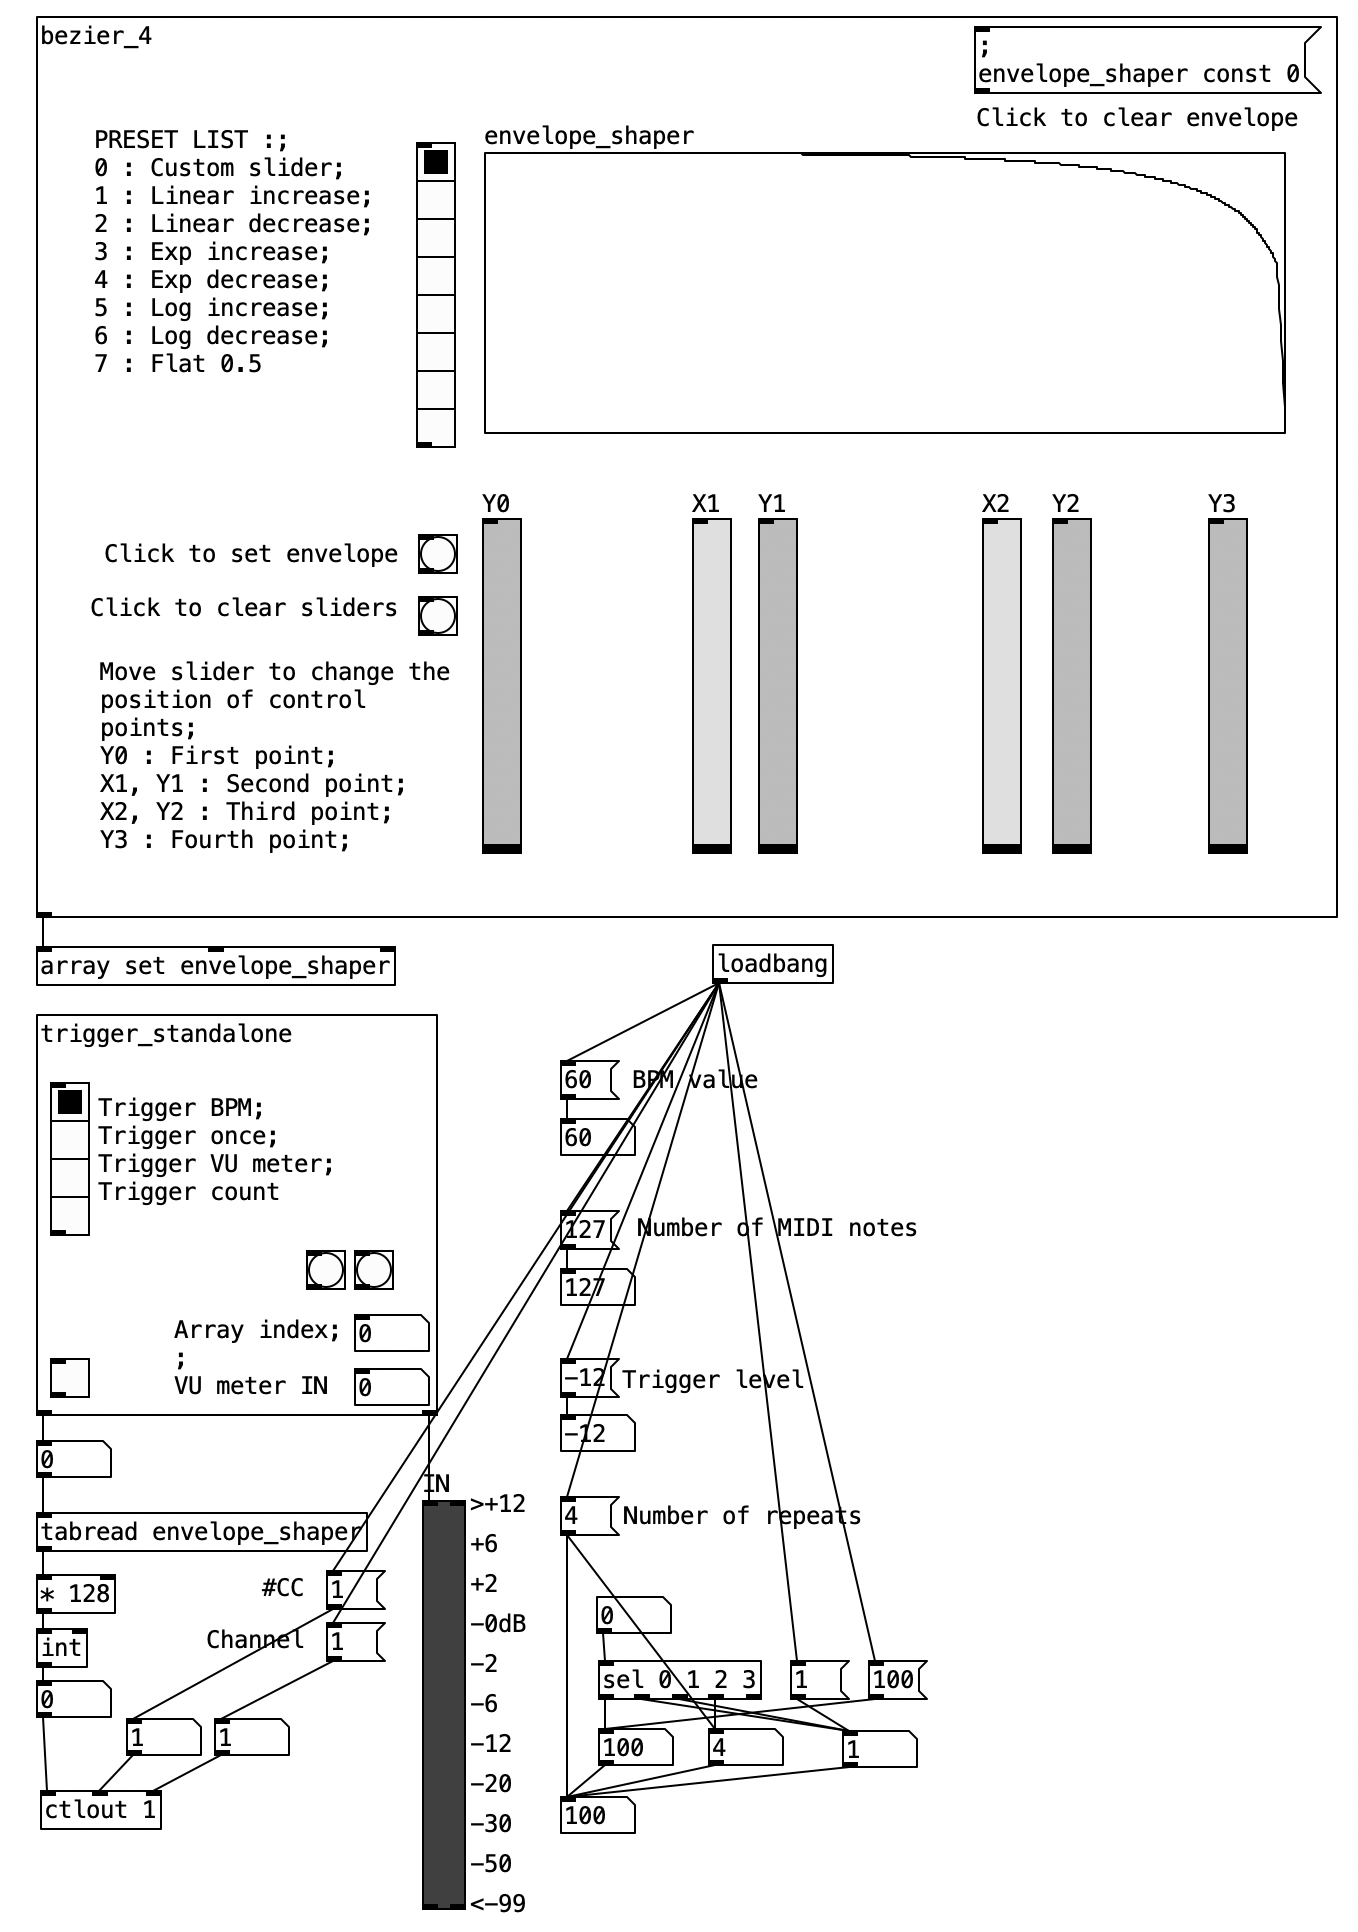 bezier_4
;
envelope_shaper const 0
Click to clear envelope
PRESET LIST :;
0 : Custom slider;
1 : Linear increase;
2 : Linear decrease;
3 : Exp increase;
4 : Exp decrease;
5 : Log increase;
6 : Log decrease;
7 : Flat 0.5
envelope_shaper
Y0
X1
Y1
X2
Y2
Y3
Click to set envelope
Click to clear sliders
Move slider to change the
position of control
points;
Y0 : First point;
X1, Y1 : Second point;
X2, Y2 : Third point;
Y3 : Fourth point;
array set envelope_shaper
loadbang
trigger_standalone
Trigger BPM;
Trigger once;
Trigger VU meter;
Trigger count
Array index;
;
VU meter IN
0
0
60
BPM value
60
127
Number of MIDI notes
127
-12
Trigger level
-12
4
Number of repeats
0
tabread envelope_shaper
* 128
int
0
#CC
1
Channel
1
1
1
ctlout 1
IN
>+12
+6
+2
-0dB
-2
-6
-12
-20
-30
-50
<-99
0
sel 0 1 2 3
1
100
100
4
1
100